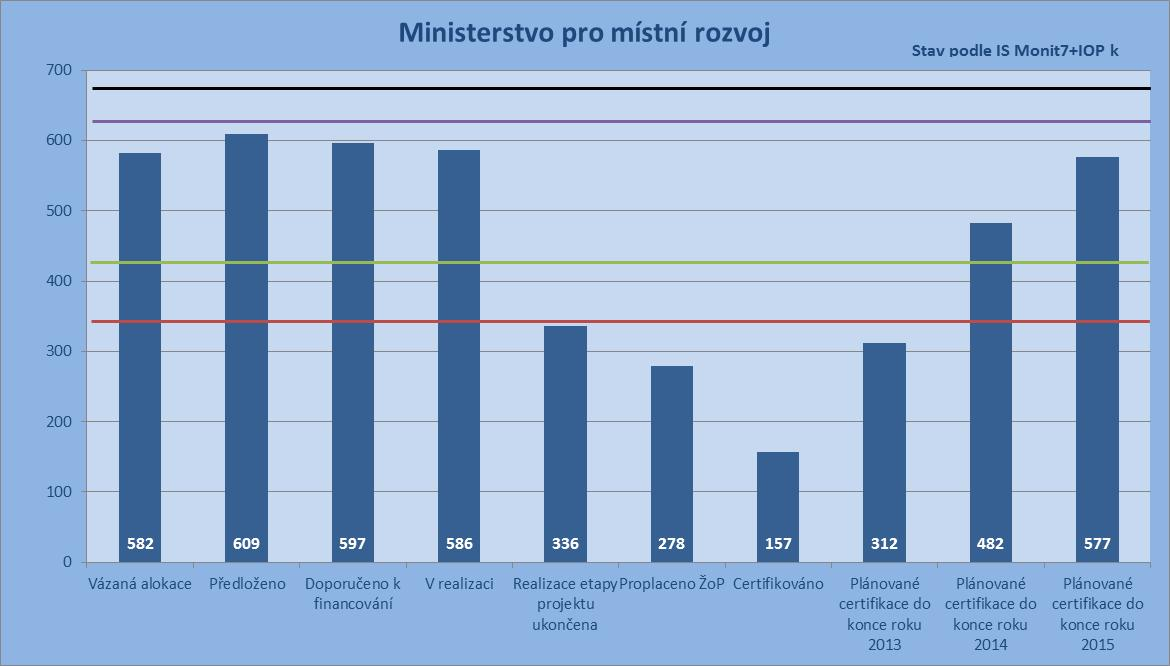 Ministerstvo pro místní rozvoj
Stav podle IS Monit7+IOP k
700
600
500
400
300
200
100
0
582
609
597
586
336
278
157
312
482
577
Vázaná alokace
Předloženo
Doporučeno k
financování
V realizaci
Realizace etapy
projektu
ukončena
Proplaceno ŽoP
Certifikováno
Plánované
certifikace do
konce roku
2013
Plánované
certifikace do
konce roku
2014
Plánované
certifikace do
konce roku
2015